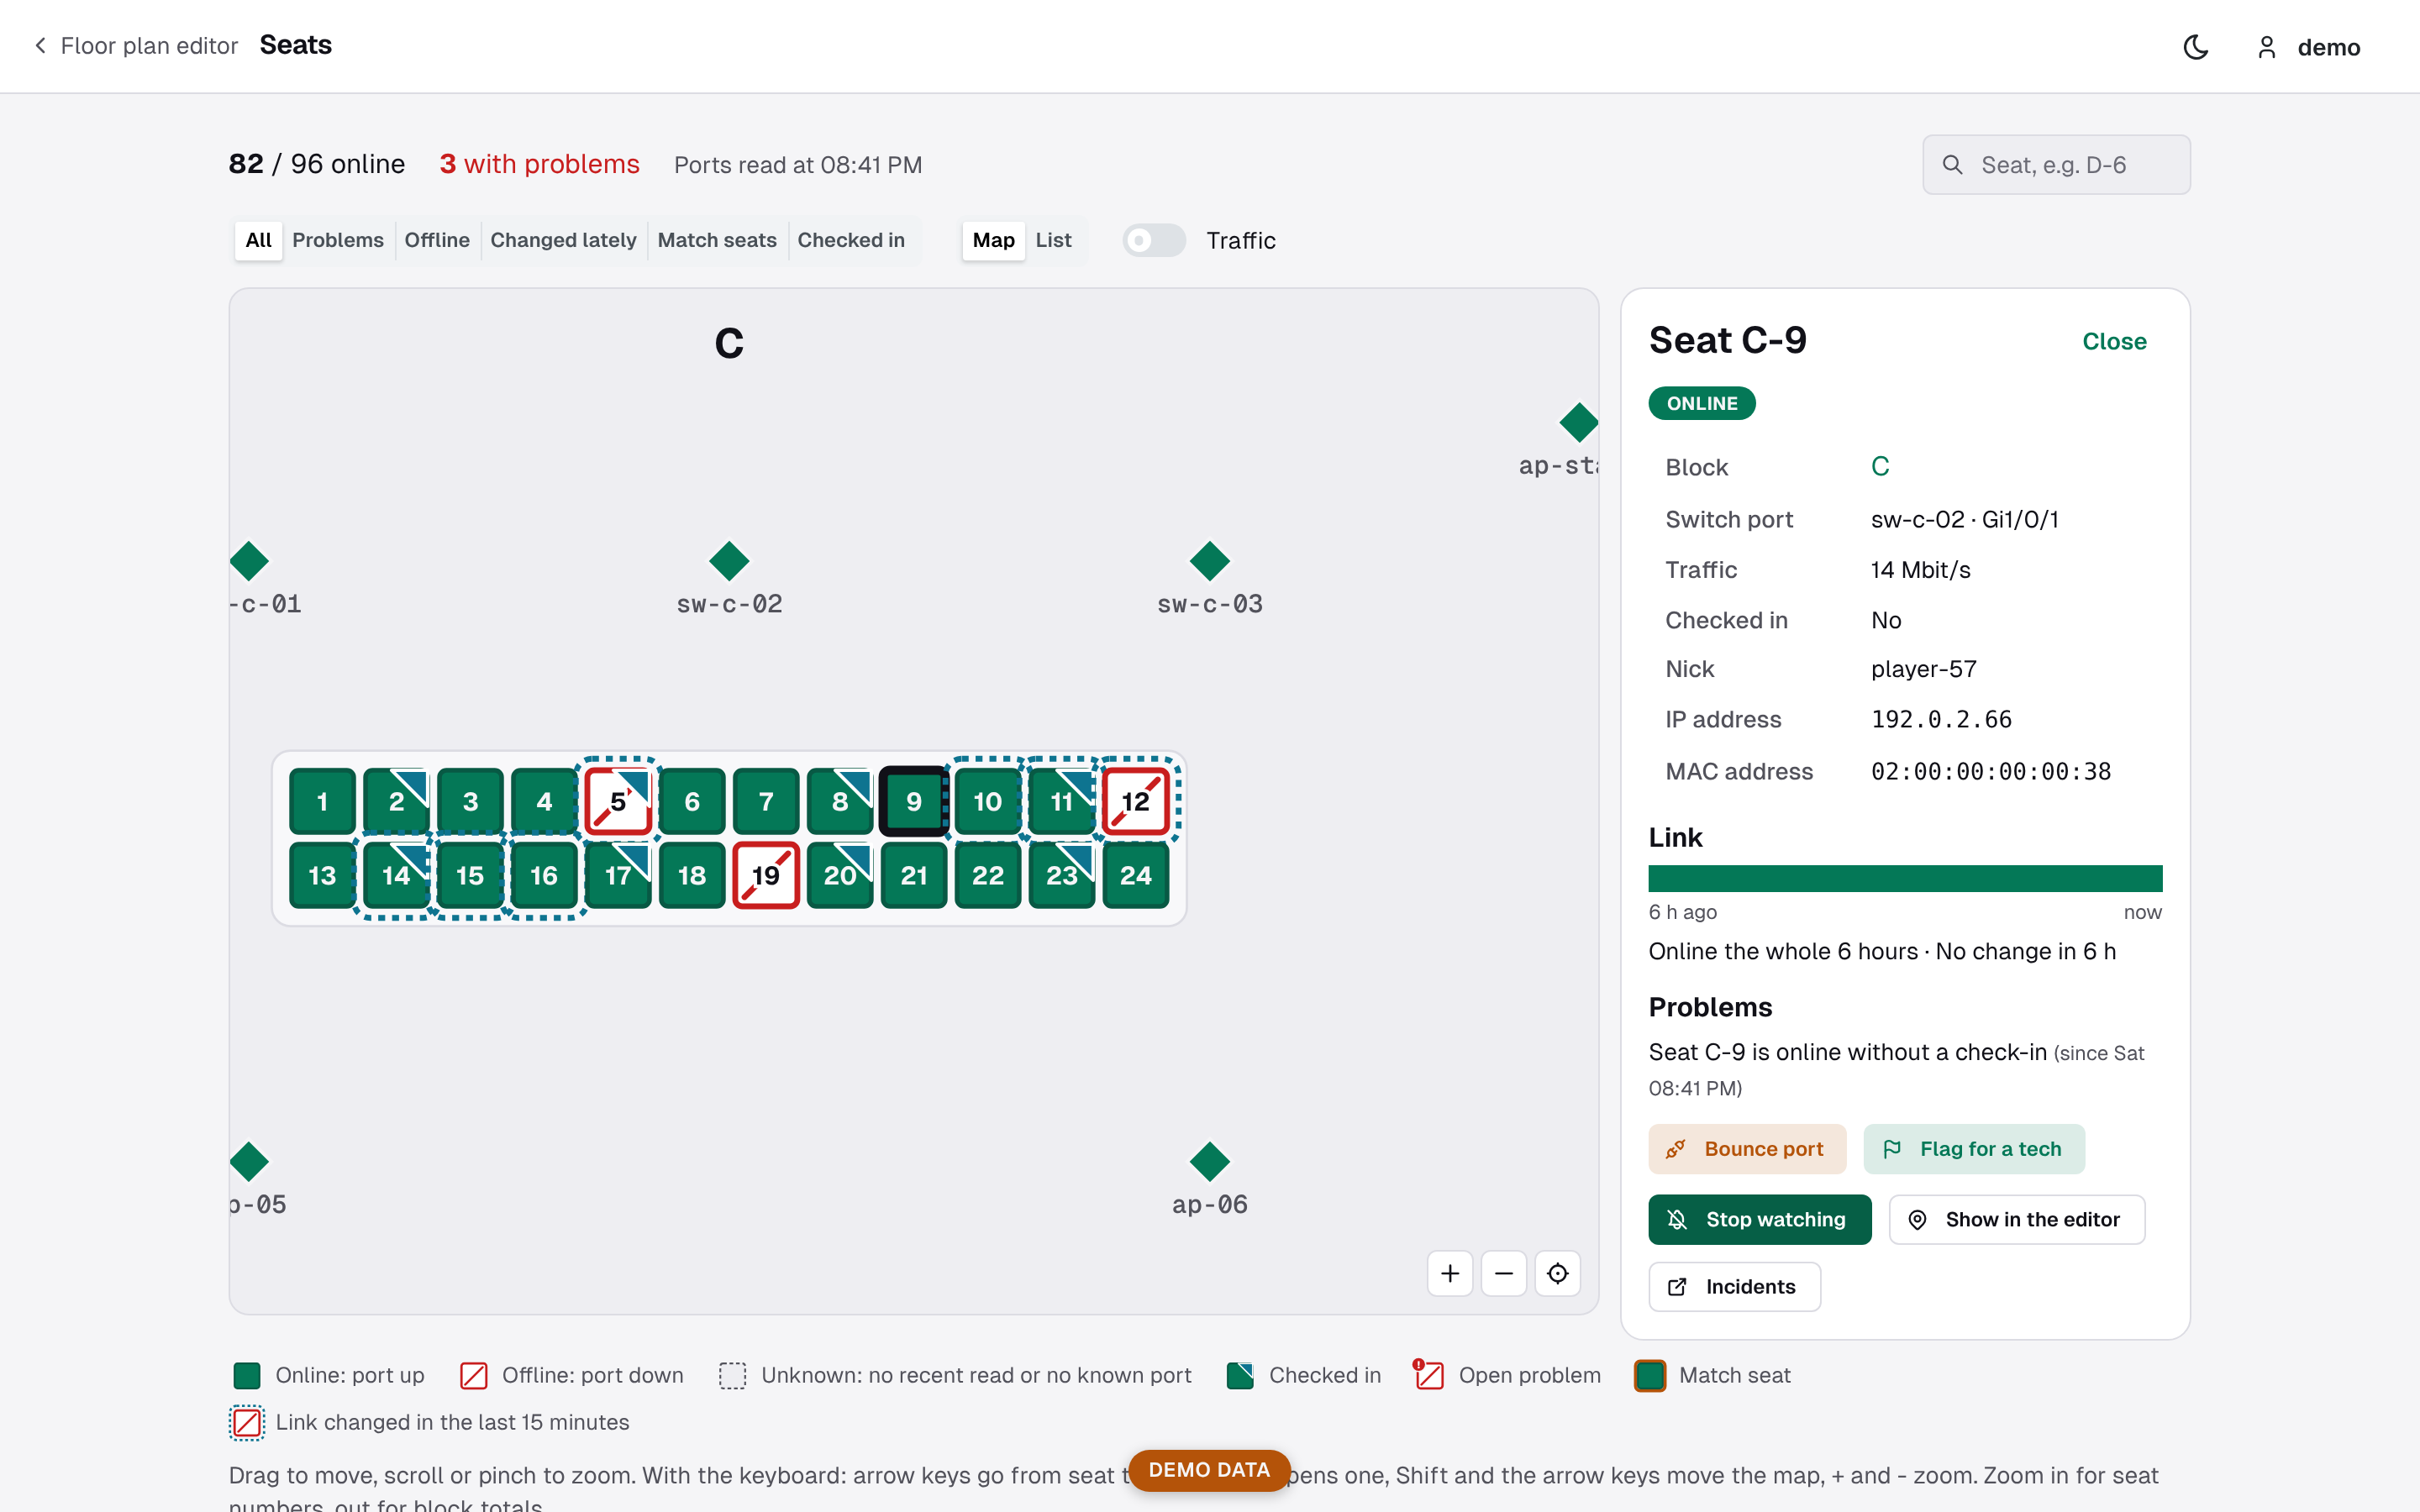 Floor plan editor Seats
demo
82 / 96 online 3 with problems Ports read at 08:41 PM
Seat, e.g. D-6
All Problems Offline Changed lately Match seats Checked in Map List Traffic
C
ap-sta
-c-01 sw-c-02 sw-c-03
1 2 3 4 5 6 7 8 9 10 11 12
13 14 15 16 17 18 19 20 21 22 23 24
p-05 ap-06
Seat C-9 Close
ONLINE
Block C
Switch port sw-c-02 · Gi1/0/1
Traffic 14 Mbit/s
Checked in No
Nick player-57
IP address 192.0.2.66
MAC address 02:00:00:00:00:38
Link
6 h ago now
Online the whole 6 hours · No change in 6 h
Problems
Seat C-9 is online without a check-in (since Sat
08:41 PM)
Bounce port Flag for a tech
Stop watching Show in the editor
Incidents
Online: port up Offline: port down Unknown: no recent read or no known port Checked in Open problem Match seat
Link changed in the last 15 minutes
Drag to move, scroll or pinch to zoom. With the keyboard: arrow keys go from seat t DEMO DATA pens one, Shift and the arrow keys move the map, + and - zoom. Zoom in for seat
numbers, out for block totals.